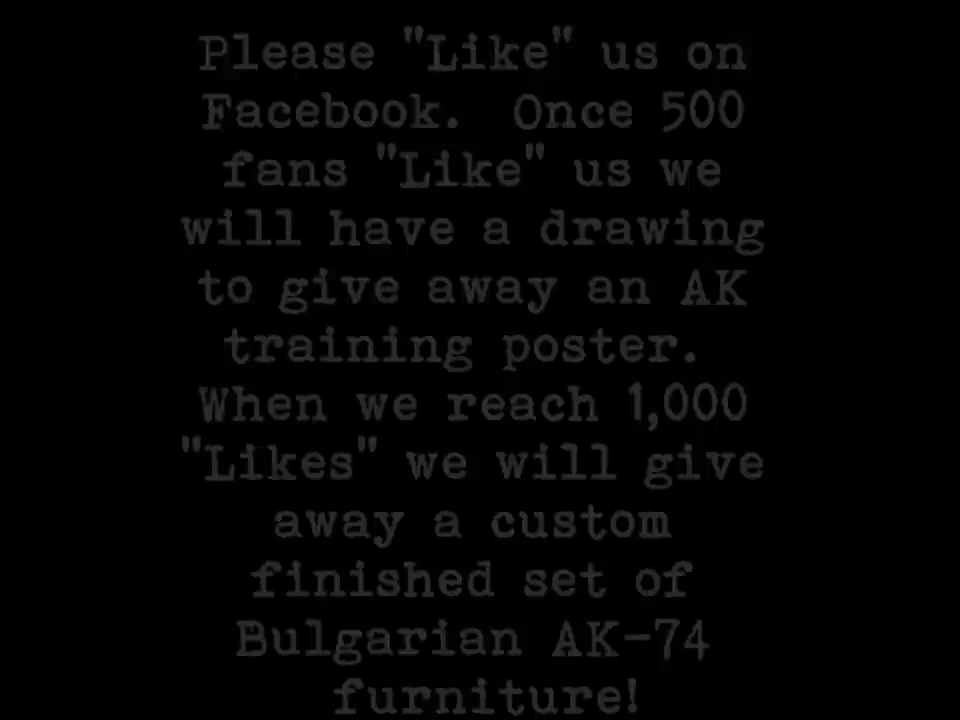 Please "Like" us on
Facebook.  Once 500
fans "Like" us we
will have a drawing
to give away an AK
training poster.
When we reach 1,000
"Likes" we will give
away a custom
finished set of
Bulgarian AK-74
furniture!